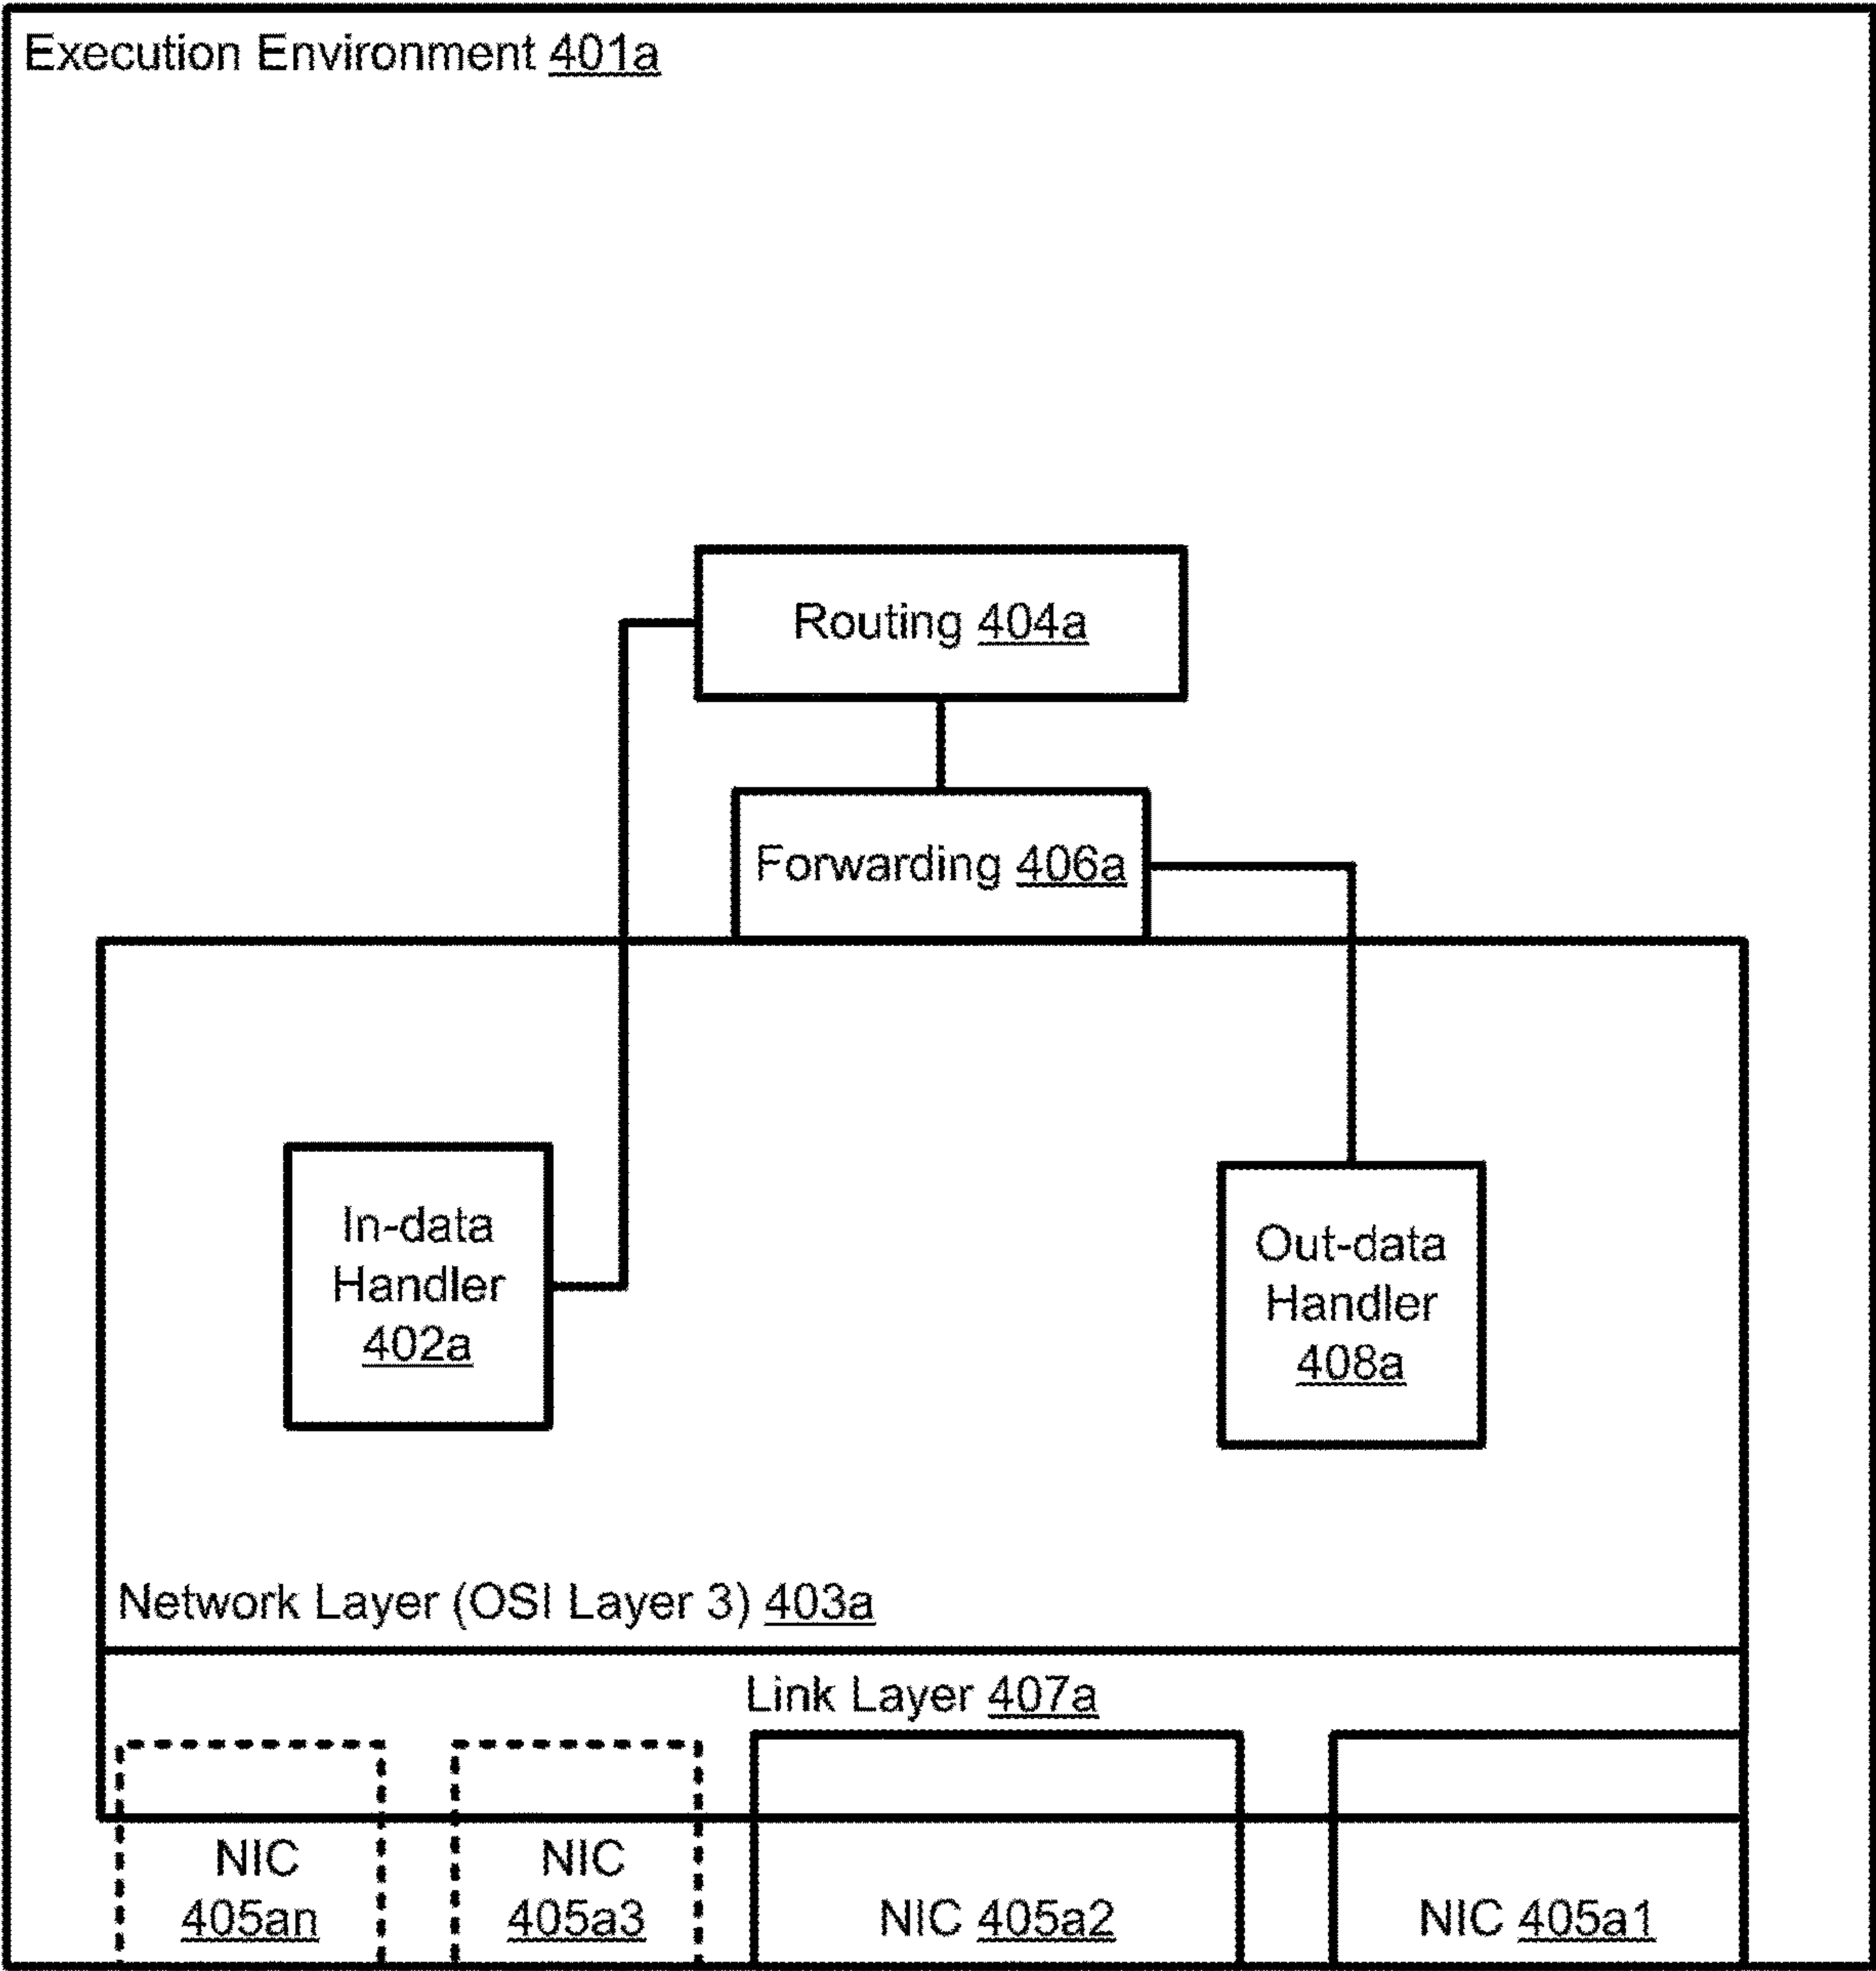 Execution Environment 401a
Routing 404a
Forwarding 406a
In-data
Handler
402a
Out-data
Handler
408a
Network Layer (OSI Layer 3) 403a
Link Layer 407a
NIC
405an
NIC
405a3
NIC 405a2
NIC 405a1